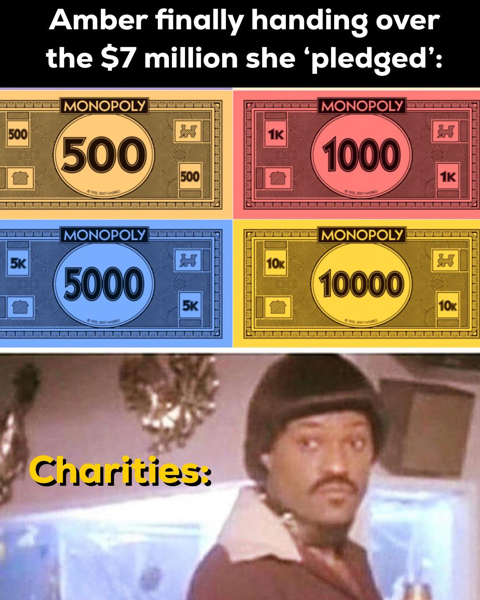 Amber finally handing over
the $7 million she ‘pledged’:
MONOPOLY
500
500
500
MONOPOLY
1K
1000
1K
MONOPOLY
5K
5000
5K
MONOPOLY
10K
10000
10K
Charities: